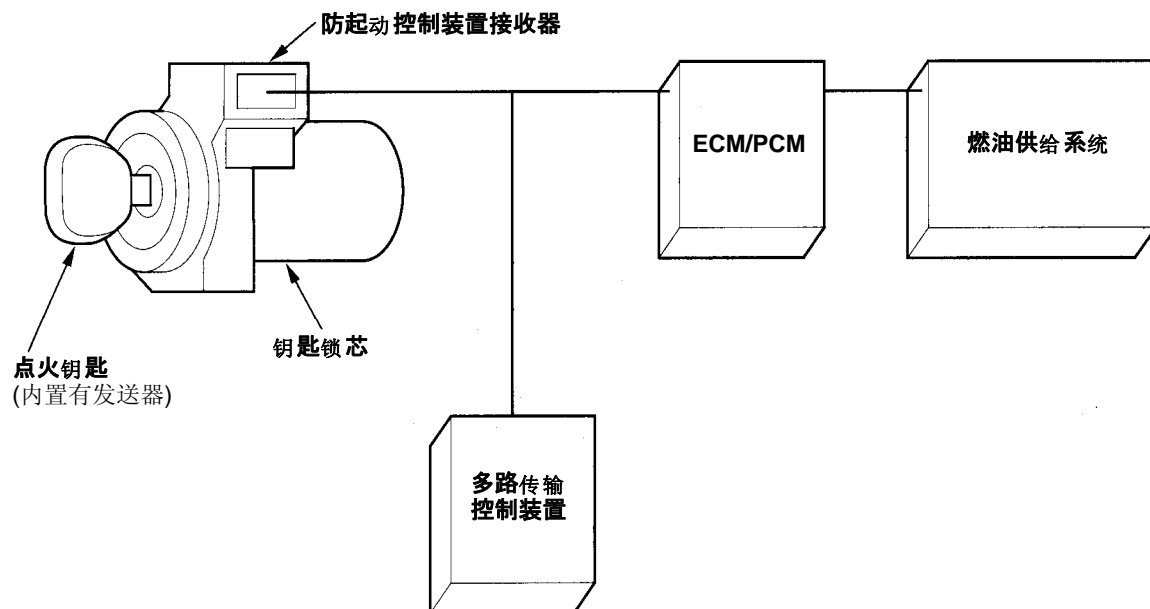 防起动控制装置接收器
ECM/PCM
燃油供给系统
钥匙锁芯
点火钥匙
(内置有发送器)
多路传输
控制装置